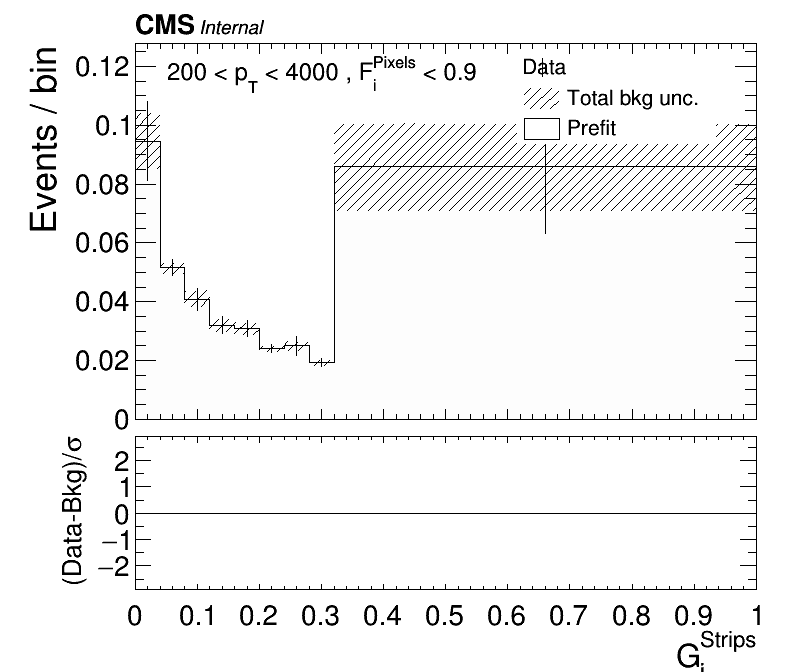 CMS Internal
Events / bin
200 < p_T < 4000 , F_i^Pixels < 0.9
Data
Total bkg unc.
Prefit
0.12
0.1
0.08
0.06
0.04
0.02
0
(Data-Bkg)/σ
2
1
0
−1
−2
0 0.1 0.2 0.3 0.4 0.5 0.6 0.7 0.8 0.9 1
G_i^Strips